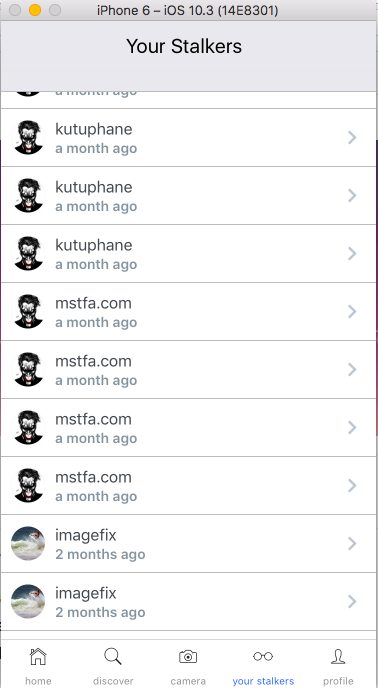 iPhone 6 – iOS 10.3 (14E8301)
Your Stalkers
a month ago
kutuphane
a month ago
kutuphane
a month ago
kutuphane
a month ago
mstfa.com
a month ago
mstfa.com
a month ago
mstfa.com
a month ago
mstfa.com
a month ago
imagefix
2 months ago
imagefix
2 months ago
home discover camera your stalkers profile